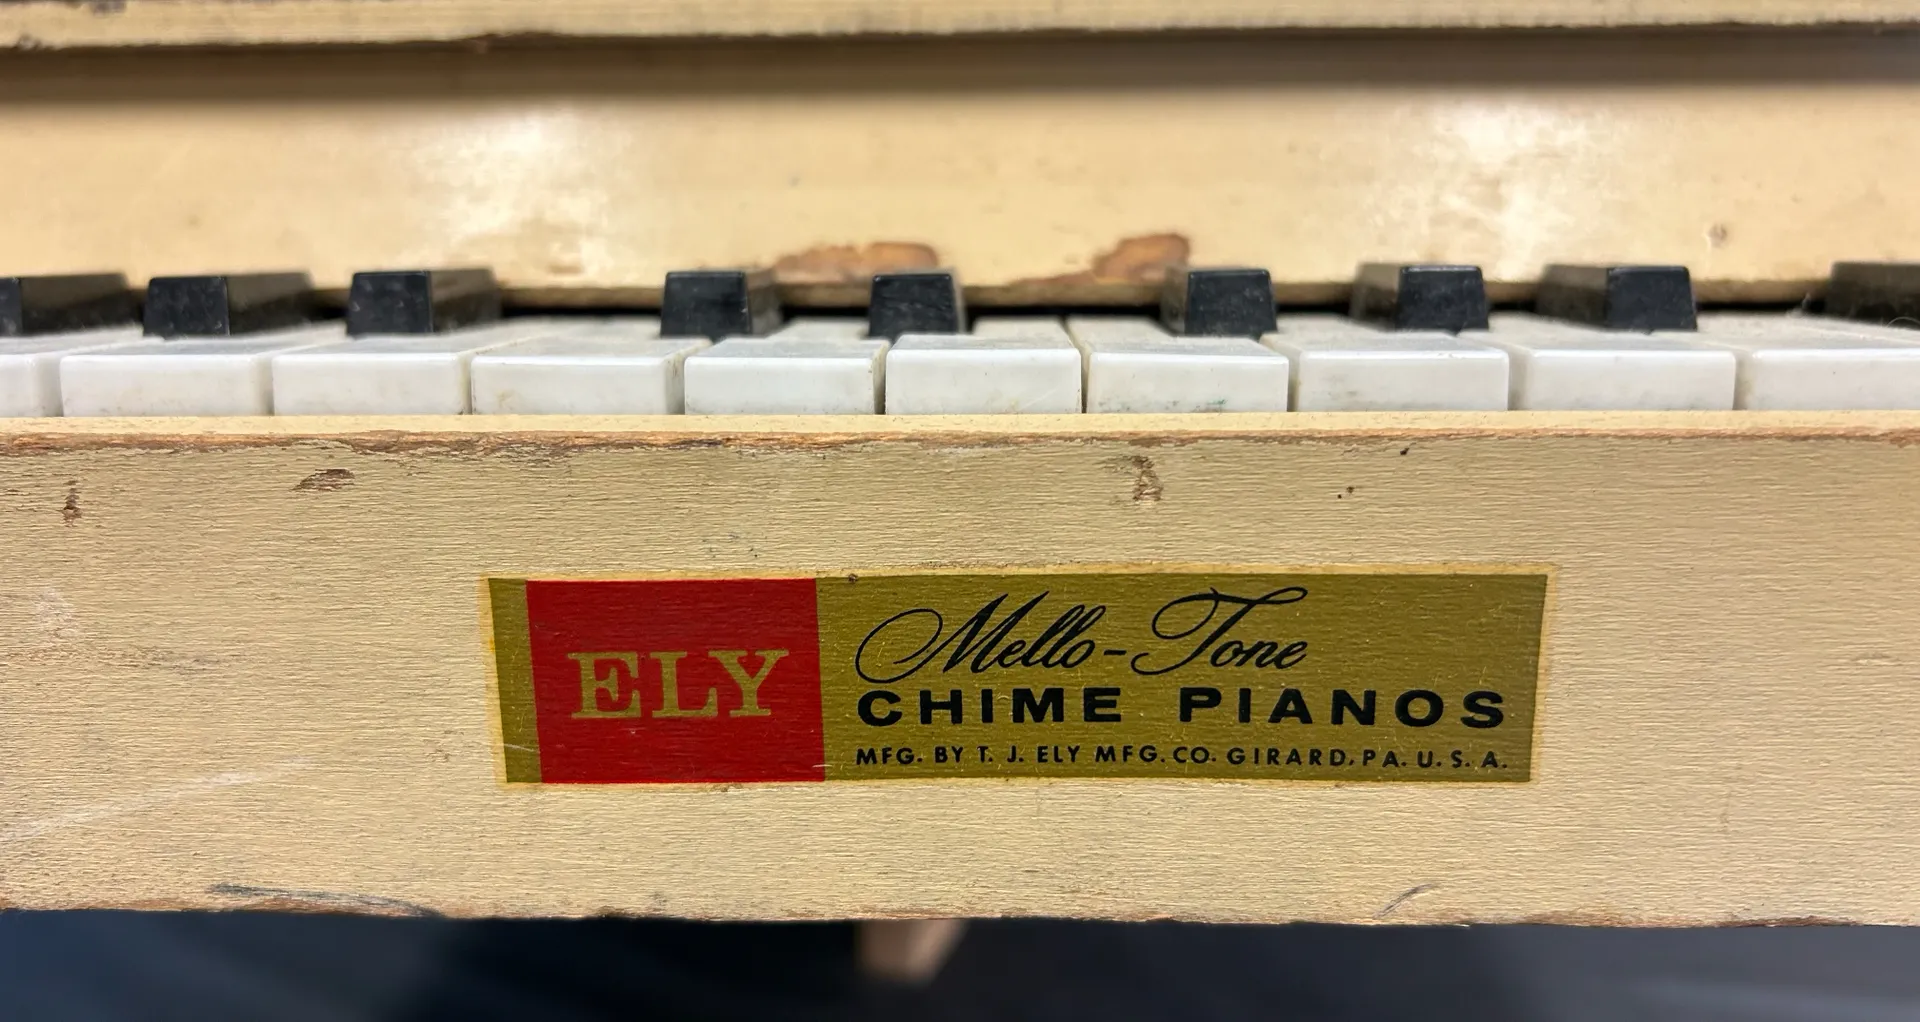 ELY
Mello-Tone
CHIME PIANOS
MFG. BY T. J. ELY MFG. CO. GIRARD, PA. U. S. A.